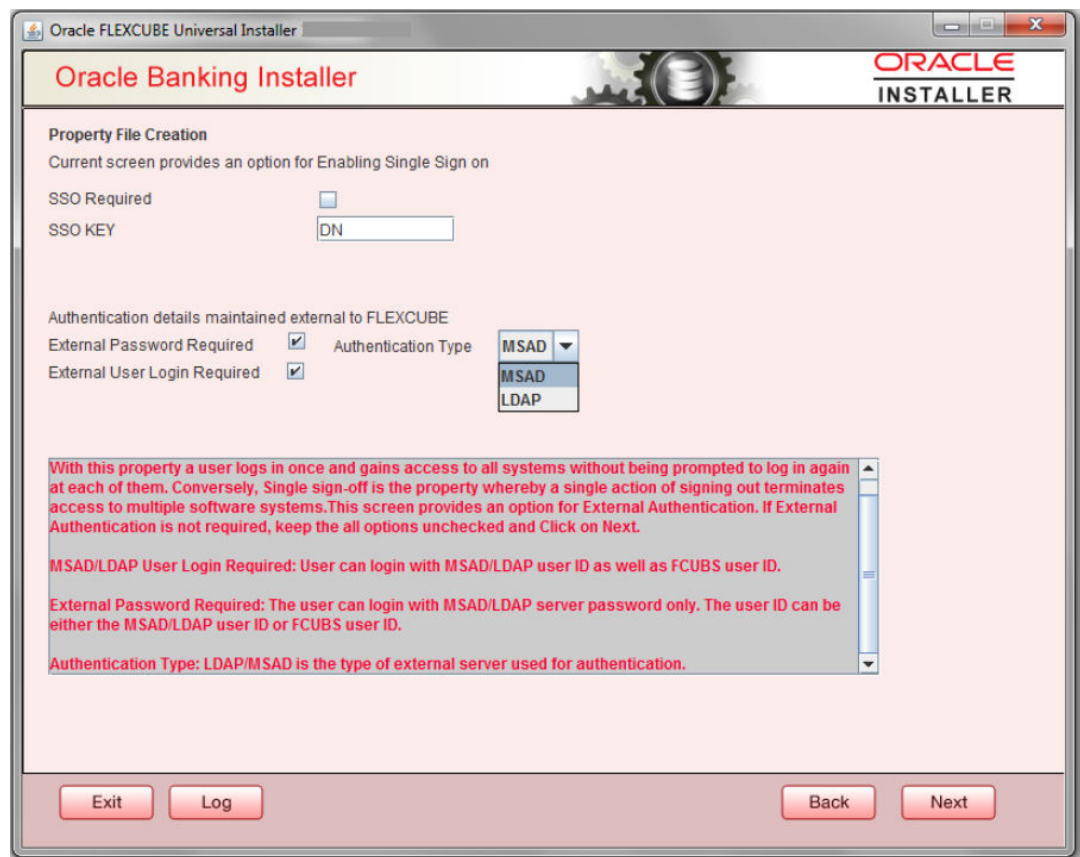 Oracle FLEXCUBE Universal Installer
Oracle Banking Installer
ORACLE
INSTALLER
Property File Creation
Current screen provides an option for Enabling Single Sign on
SSO Required
SSO KEY DN
Authentication details maintained external to FLEXCUBE
External Password Required Authentication Type MSAD
External User Login Required MSAD
LDAP
With this property a user logs in once and gains access to all systems without being prompted to log in again
at each of them. Conversely, Single sign-off is the property whereby a single action of signing out terminates
access to multiple software systems.This screen provides an option for External Authentication. If External
Authentication is not required, keep the all options unchecked and Click on Next.
MSAD/LDAP User Login Required: User can login with MSAD/LDAP user ID as well as FCUBS user ID.
External Password Required: The user can login with MSAD/LDAP server password only. The user ID can be
either the MSAD/LDAP user ID or FCUBS user ID.
Authentication Type: LDAP/MSAD is the type of external server used for authentication.
Exit Log Back Next